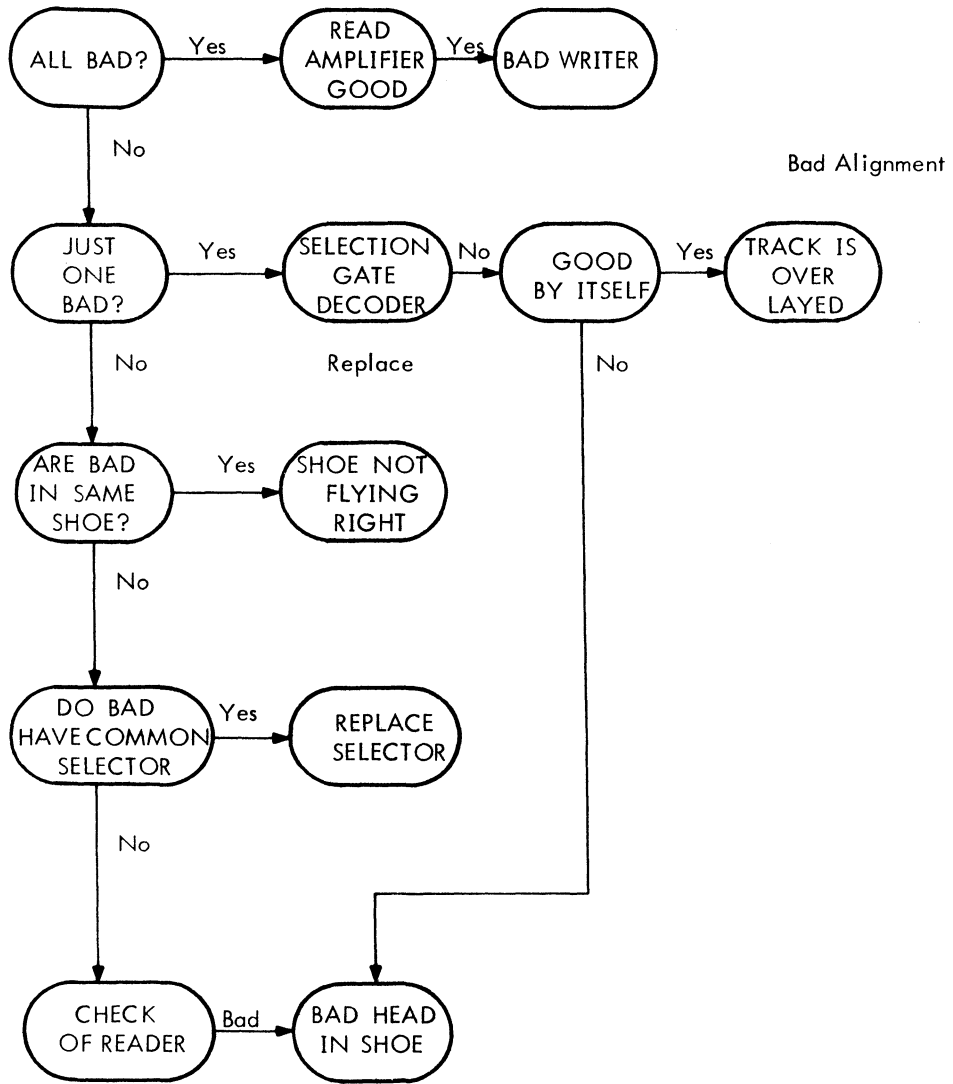 ALL BAD?
Yes
READ
AMPLIFIER
GOOD
Yes
BAD WRITER
No
Bad Alignment
JUST
ONE
BAD?
Yes
SELECTION
GATE
DECODER
No
GOOD
BY ITSELF
Yes
TRACK IS
OVER
LAYED
No
Replace
No
ARE BAD
IN SAME
SHOE?
Yes
SHOE NOT
FLYING
RIGHT
No
DO BAD
HAVE COMMON
SELECTOR
Yes
REPLACE
SELECTOR
No
CHECK
OF READER
Bad
BAD HEAD
IN SHOE